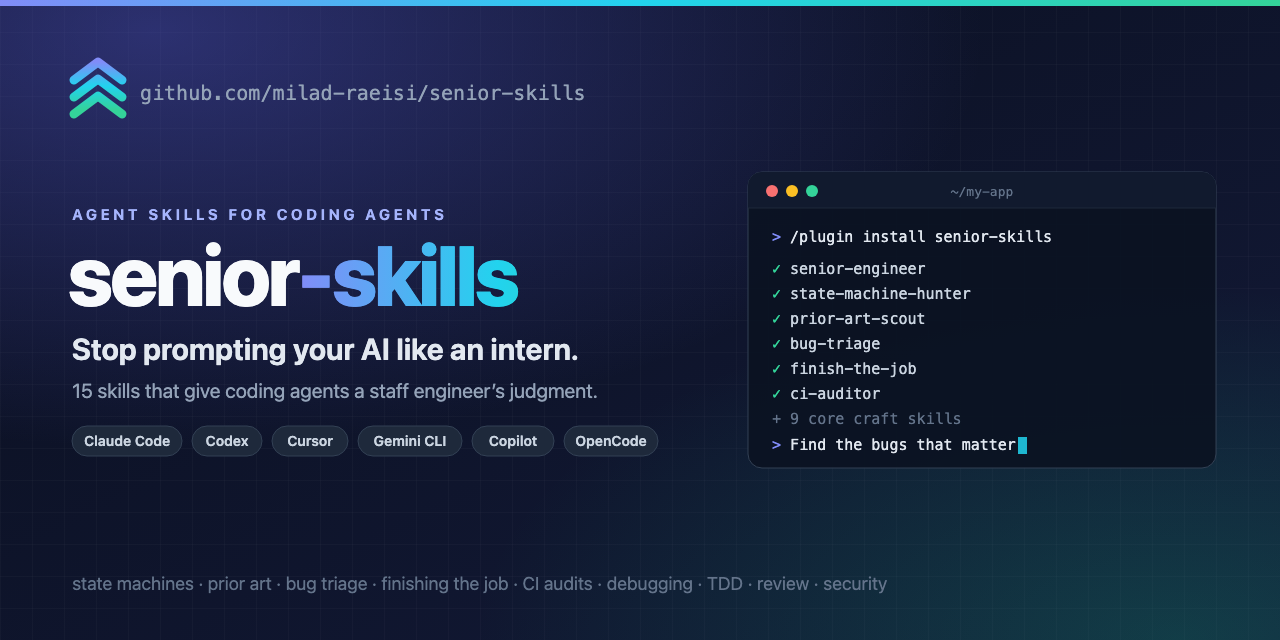 github.com/milad-raeisi/senior-skills
AGENT SKILLS FOR CODING AGENTS
senior-skills
Stop prompting your AI like an intern.
15 skills that give coding agents a staff engineer’s judgment.
Claude Code Codex Cursor Gemini CLI Copilot OpenCode
~/my-app
> /plugin install senior-skills
✓ senior-engineer
✓ state-machine-hunter
✓ prior-art-scout
✓ bug-triage
✓ finish-the-job
✓ ci-auditor
+ 9 core craft skills
> Find the bugs that matter
state machines · prior art · bug triage · finishing the job · CI audits · debugging · TDD · review · security